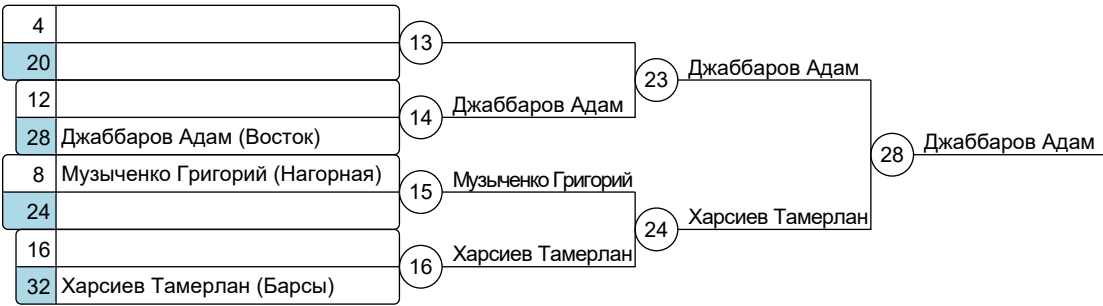 4
13
20
23
Джаббаров Адам
12
14
Джаббаров Адам
28
Джаббаров Адам (Восток)
28
Джаббаров Адам
8
Музыченко Григорий (Нагорная)
15
Музыченко Григорий
24
24
Харсиев Тамерлан
16
16
Харсиев Тамерлан
32
Харсиев Тамерлан (Барсы)